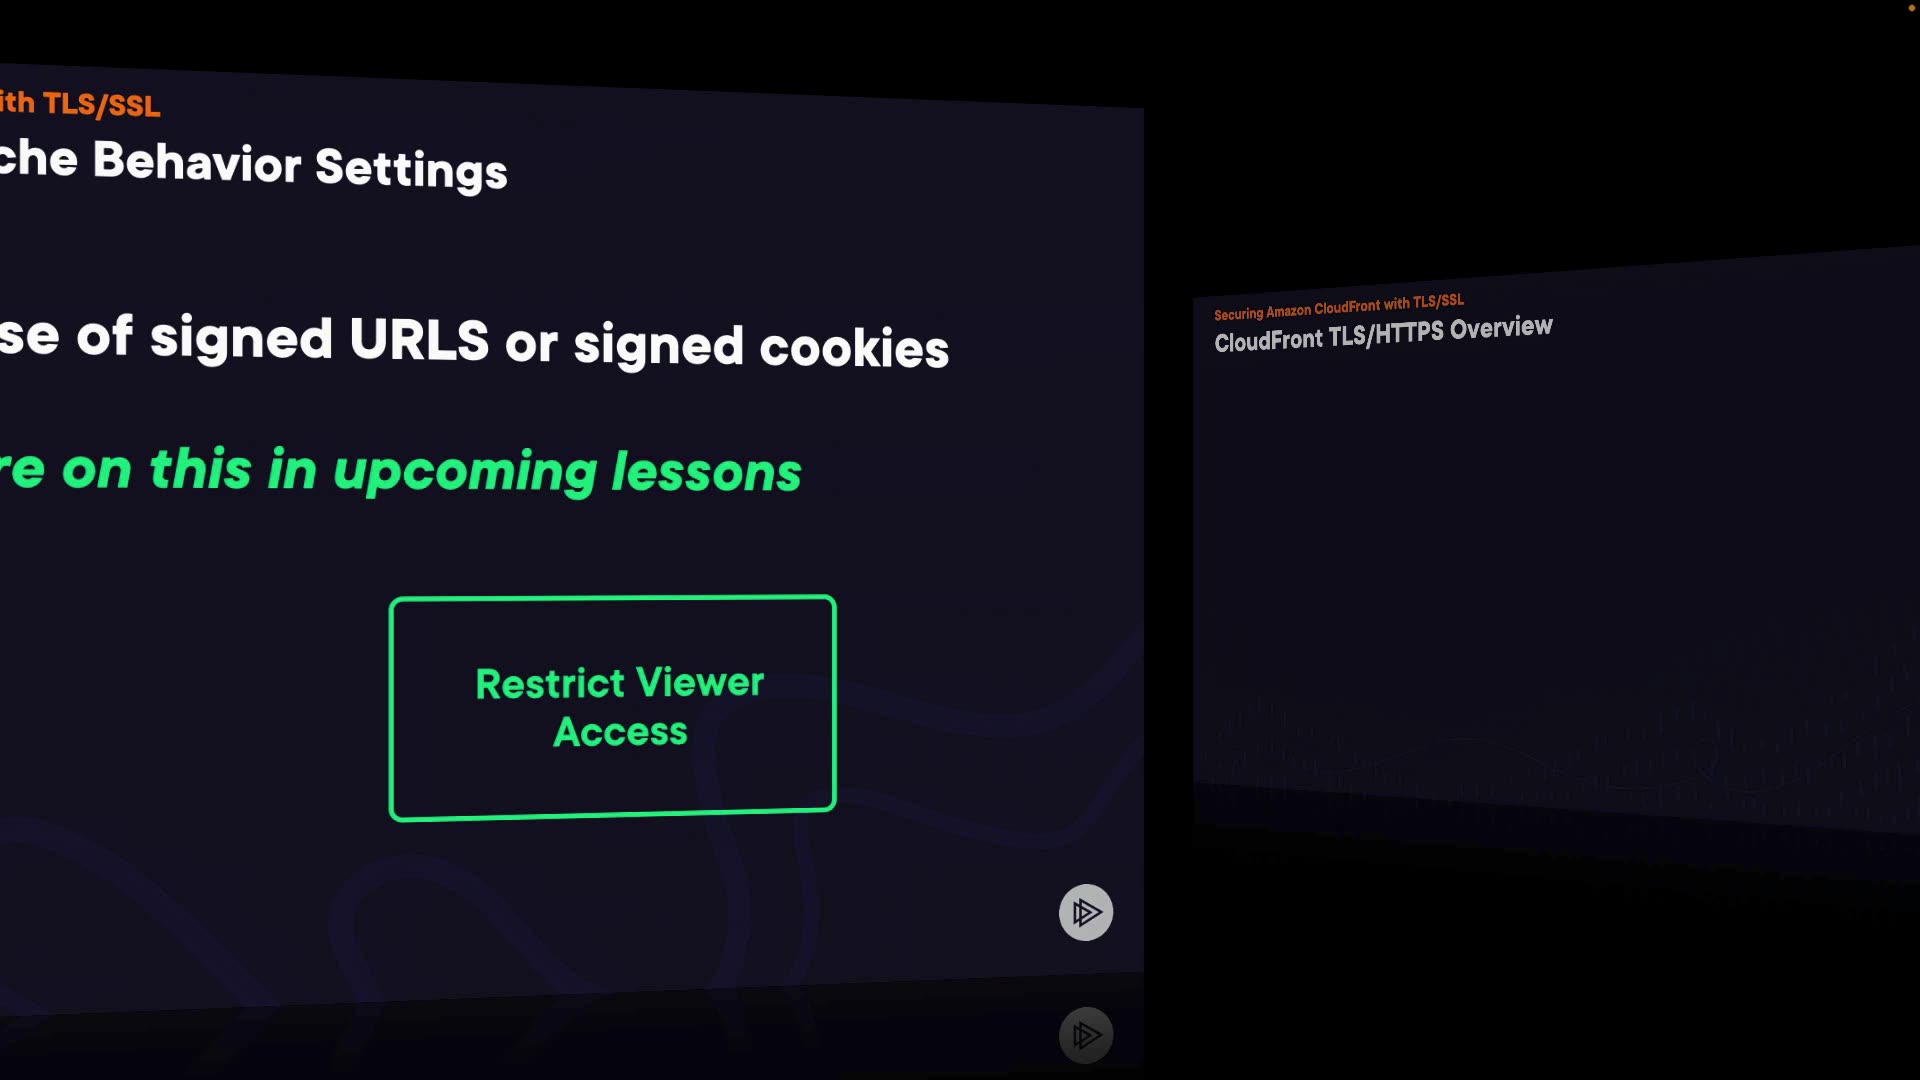 with TLS/SSL
che Behavior Settings
se of signed URLS or signed cookies
re on this in upcoming lessons
Restrict Viewer
Access
Securing Amazon CloudFront with TLS/SSL
CloudFront TLS/HTTPS Overview